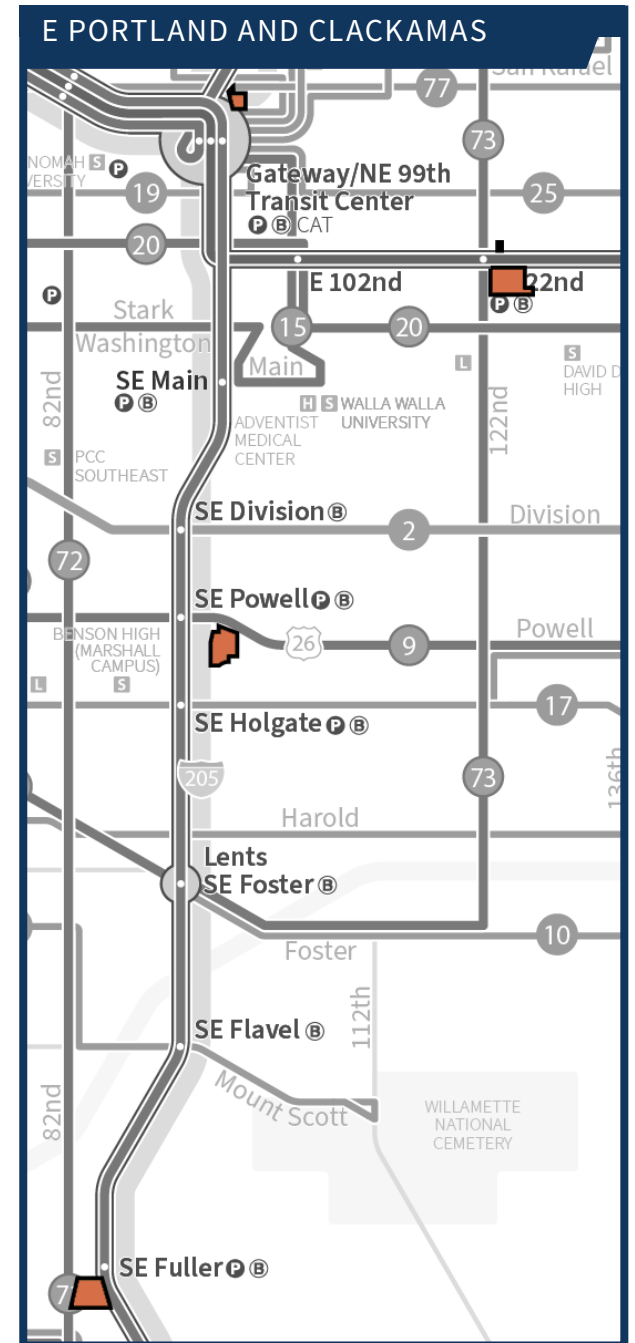 E PORTLAND AND CLACKAMAS
San Rafael
77
73
NOMAH S P
VERSITY
Gateway/NE 99th
Transit Center
P B CAT
19
25
20
E 102nd
22nd
P B
P
Stark
15
20
Washington
Main
SE Main
P B
82nd
L
S
DAVID D
HIGH
H S WALLA WALLA
UNIVERSITY
ADVENTIST
MEDICAL
CENTER
122nd
S PCC
SOUTHEAST
SE Division B
2
Division
72
SE Powell P B
BENSON HIGH
(MARSHALL
CAMPUS)
26
9
Powell
L
S
SE Holgate P B
17
205
73
136th
Harold
Lents
SE Foster B
10
Foster
112th
SE Flavel B
Mount Scott
82nd
WILLAMETTE
NATIONAL
CEMETERY
SE Fuller P B
7